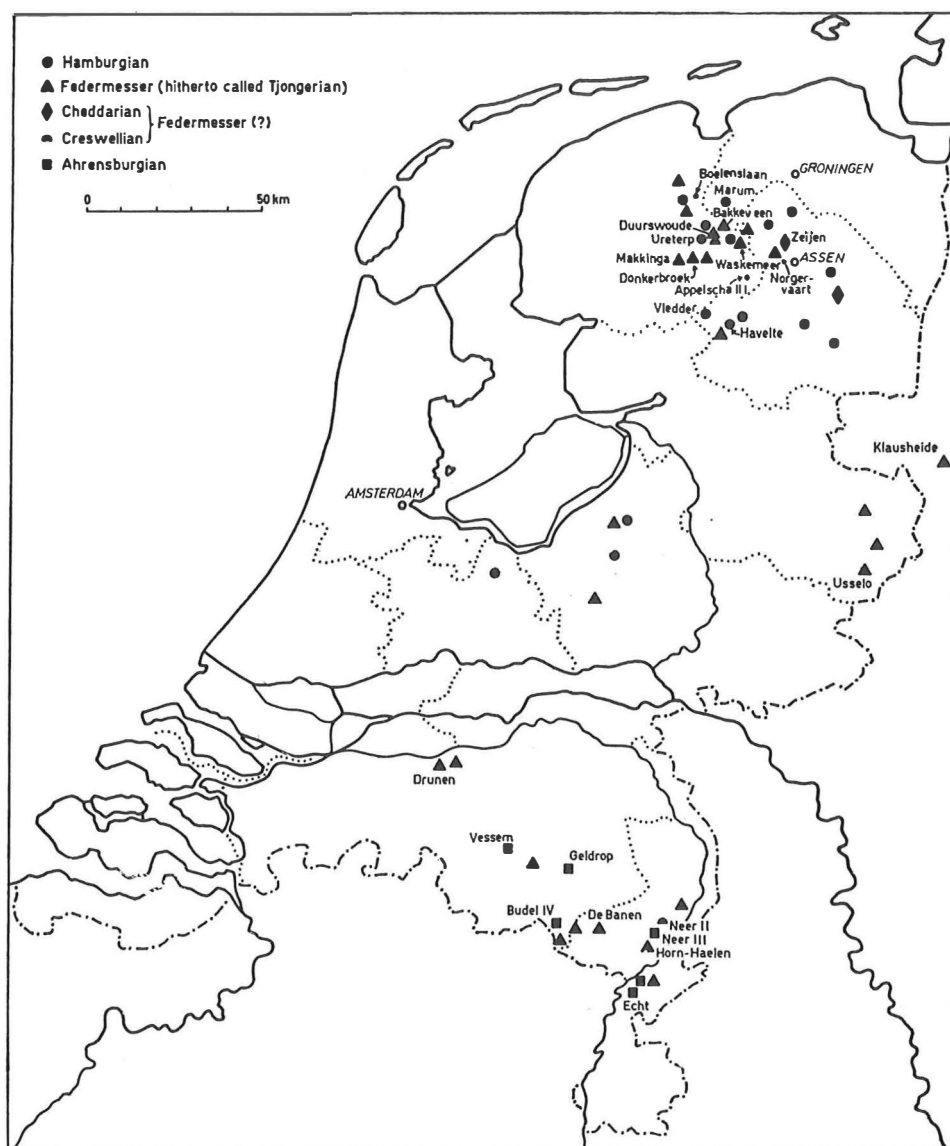 Hamburgian
Federmesser (hitherto called Tjongerian)
Cheddarian
Federmesser (?)
Creswellian
Ahrensburgian
0 50 km
Boelenslaan
GRONINGEN
Marum
Bakkeveen
Duurswoude
Ureterp
Zeijen
Makkinga
Waskemeer
ASSEN
Donkerbroek
Norger-
vaart
Appelscha III
Vledder
Havelte
Klausheide
AMSTERDAM
Usselo
Drunen
Vessem
Geldrop
Budel IV
De Banen
Neer II
Neer III
Horn-Haelen
Echt